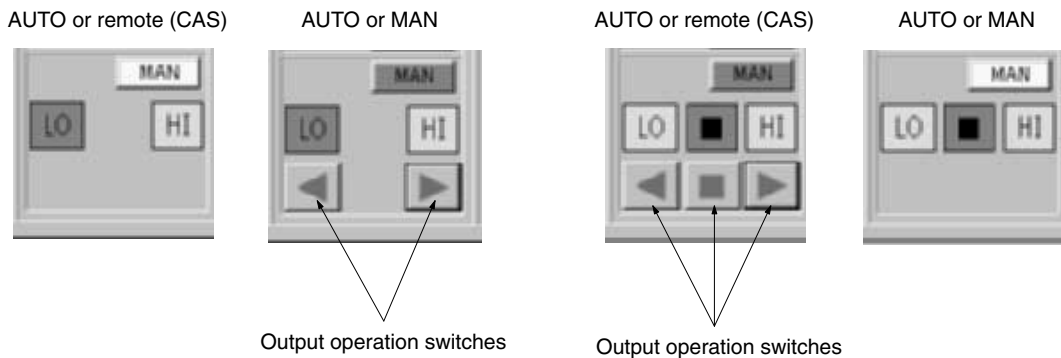 AUTO or remote (CAS)
AUTO or MAN
AUTO or remote (CAS)
AUTO or MAN
MAN
LO
HI
MAN
LO
HI
MAN
LO
HI
MAN
LO
HI
Output operation switches
Output operation switches